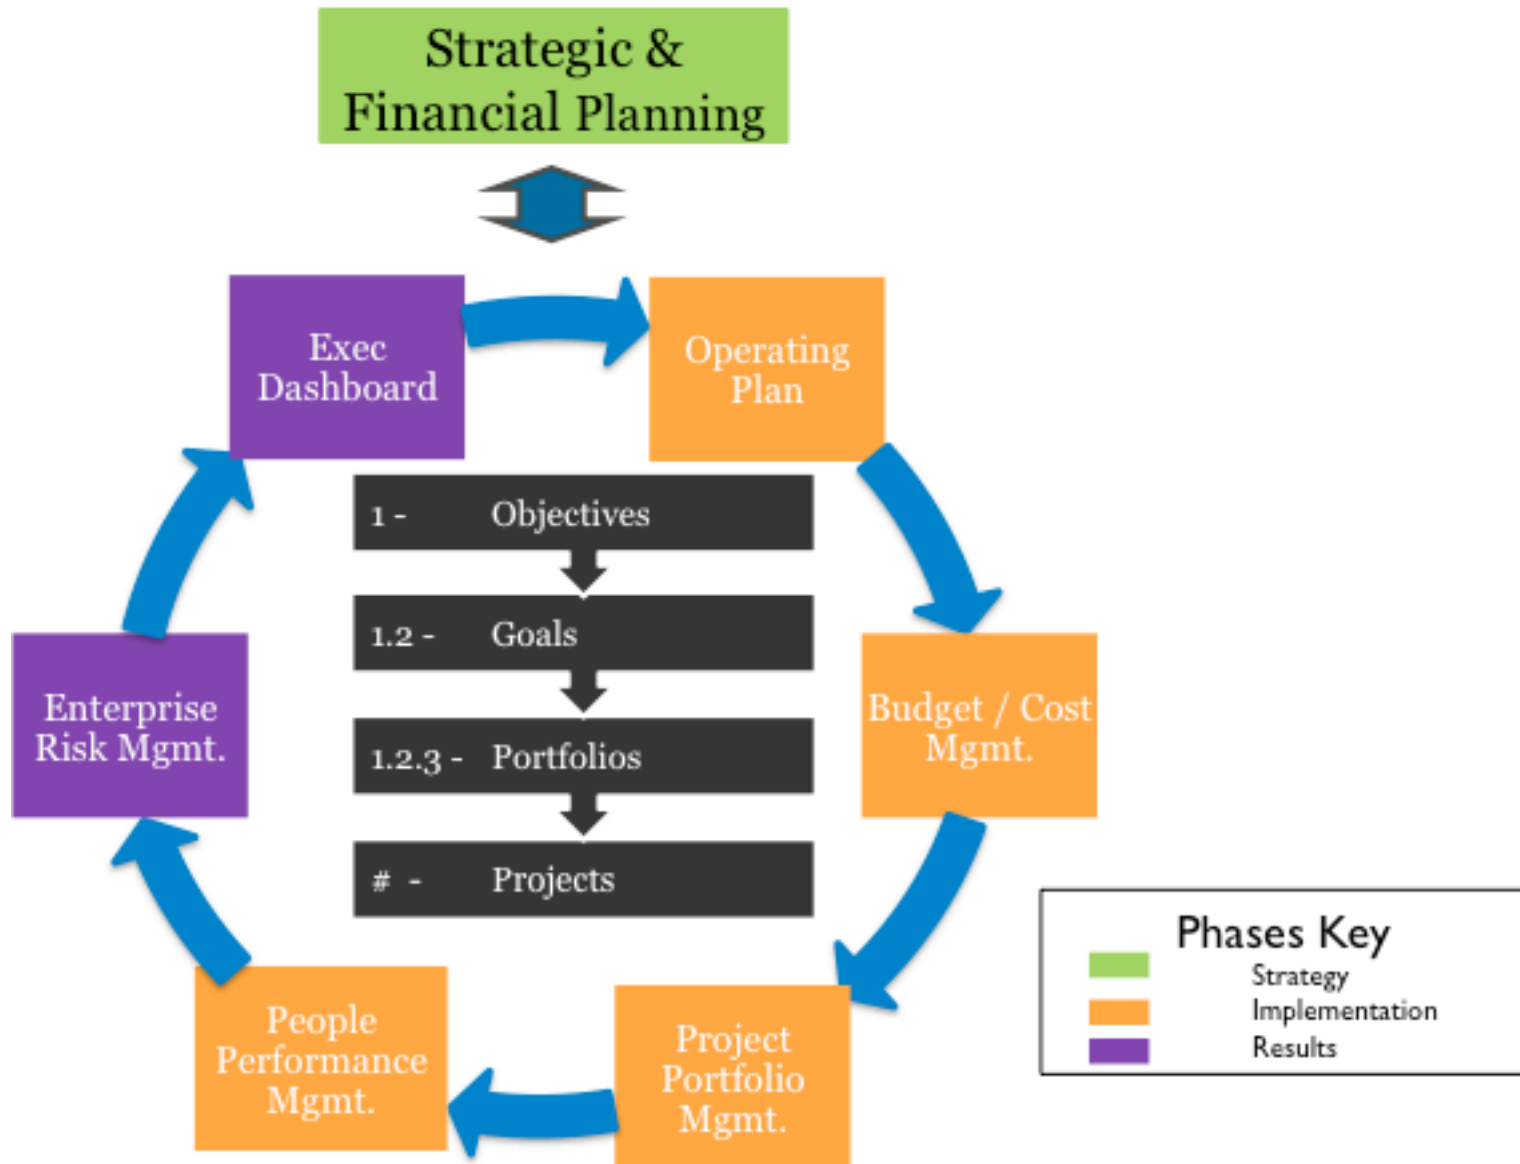 Strategic &
Financial Planning
Exec
Dashboard
Operating
Plan
1 - Objectives
1.2 - Goals
1.2.3 - Portfolios
# - Projects
Enterprise
Risk Mgmt.
Budget / Cost
Mgmt.
People
Performance
Mgmt.
Project
Portfolio
Mgmt.
Phases Key
Strategy
Implementation
Results